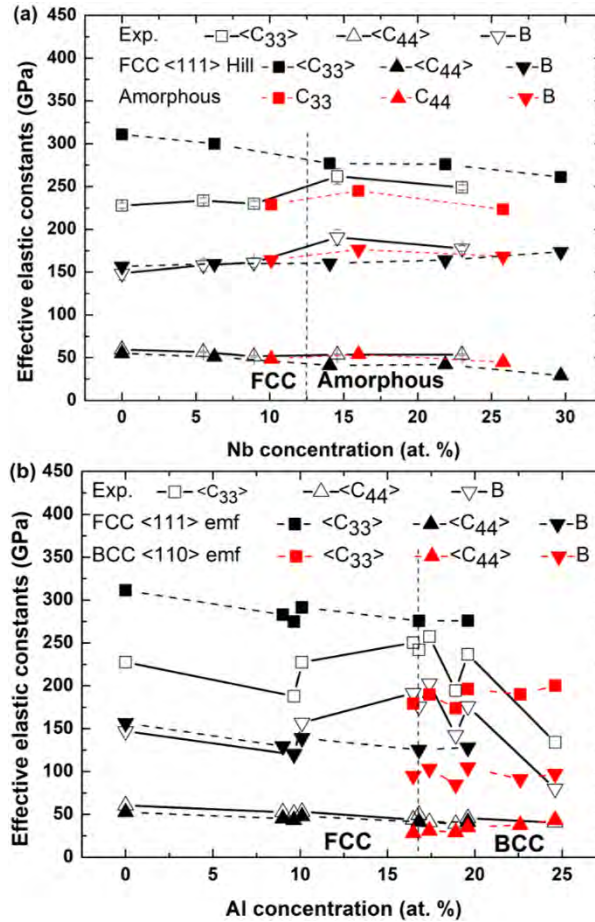 (a)
450
400
350
300
250
200
150
100
50
0
Effective elastic constants (GPa)
Exp. <C33> <C44> B
FCC <111> Hill <C33> <C44> B
Amorphous C33 C44 B
FCC Amorphous
0 5 10 15 20 25 30
Nb concentration (at. %)
(b)
450
400
350
300
250
200
150
100
50
0
Effective elastic constants (GPa)
Exp. <C33> <C44> B
FCC <111> emf <C33> <C44> B
BCC <110> emf <C33> <C44> B
FCC BCC
0 5 10 15 20 25
Al concentration (at. %)